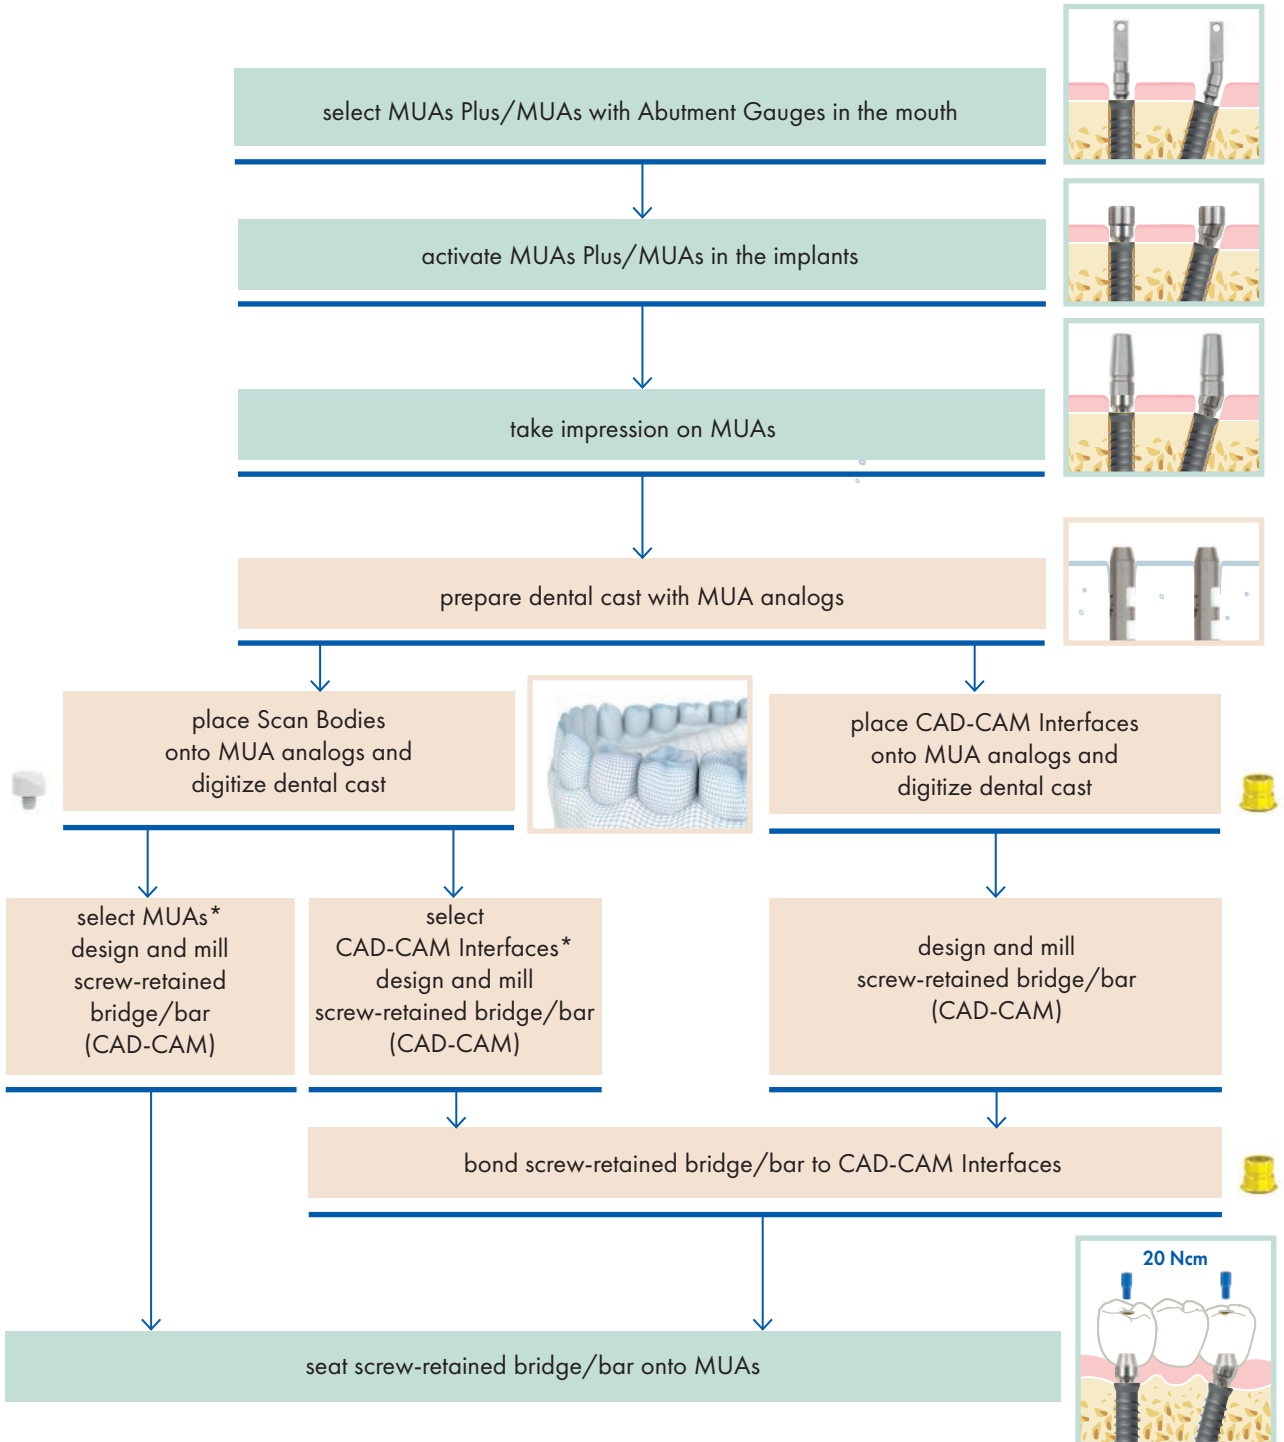 select MUAs Plus/MUAs with Abutment Gauges in the mouth
activate MUAs Plus/MUAs in the implants
take impression on MUAs
prepare dental cast with MUA analogs
place Scan Bodies
onto MUA analogs and
digitize dental cast
place CAD-CAM Interfaces
onto MUA analogs and
digitize dental cast
select MUAs*
design and mill
screw-retained
bridge/bar
(CAD-CAM)
select
CAD-CAM Interfaces*
design and mill
screw-retained bridge/bar
(CAD-CAM)
design and mill
screw-retained bridge/bar
(CAD-CAM)
bond screw-retained bridge/bar to CAD-CAM Interfaces
20 Ncm
seat screw-retained bridge/bar onto MUAs